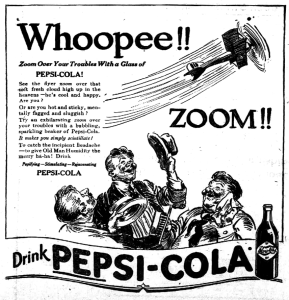 Whoopee!!
Zoom Over Your Troubles With a Glass of
PEPSI-COLA!
See the flyer zoom over that
soft fresh cloud high up in the
heavens—he's cool and happy.
Are you?
Or are you hot and sticky, men-
tally fagged and sluggish?
Try an exhilarating zoom over
your troubles with a bubbling,
sparkling beaker of Pepsi-Cola.
It makes you simply scintillate!
To catch the incipient headache
—to give Old Man Humidity the
merry ha-ha! Drink
Pepifying—Stimulating—Rejuvenating
PEPSI-COLA
ZOOM!!
Drink PEPSI-COLA